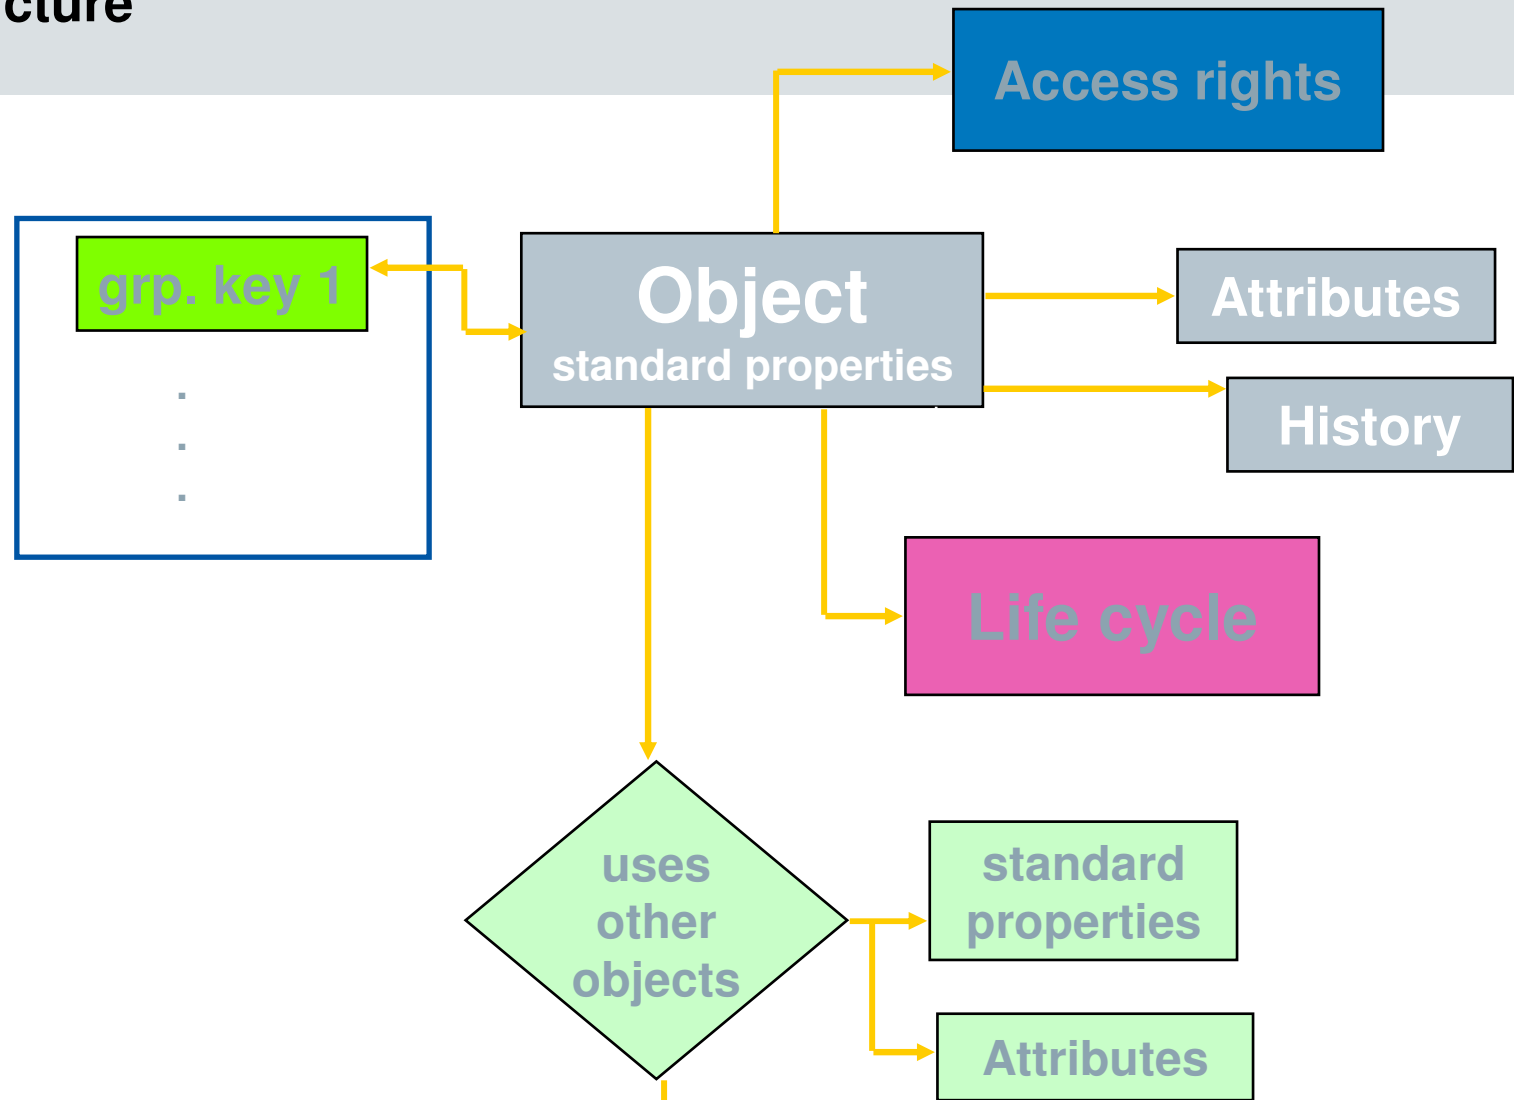 cture
Access rights
grp. key 1
.
.
.
Object
standard properties
Attributes
History
Life cycle
uses
other
objects
standard
properties
Attributes